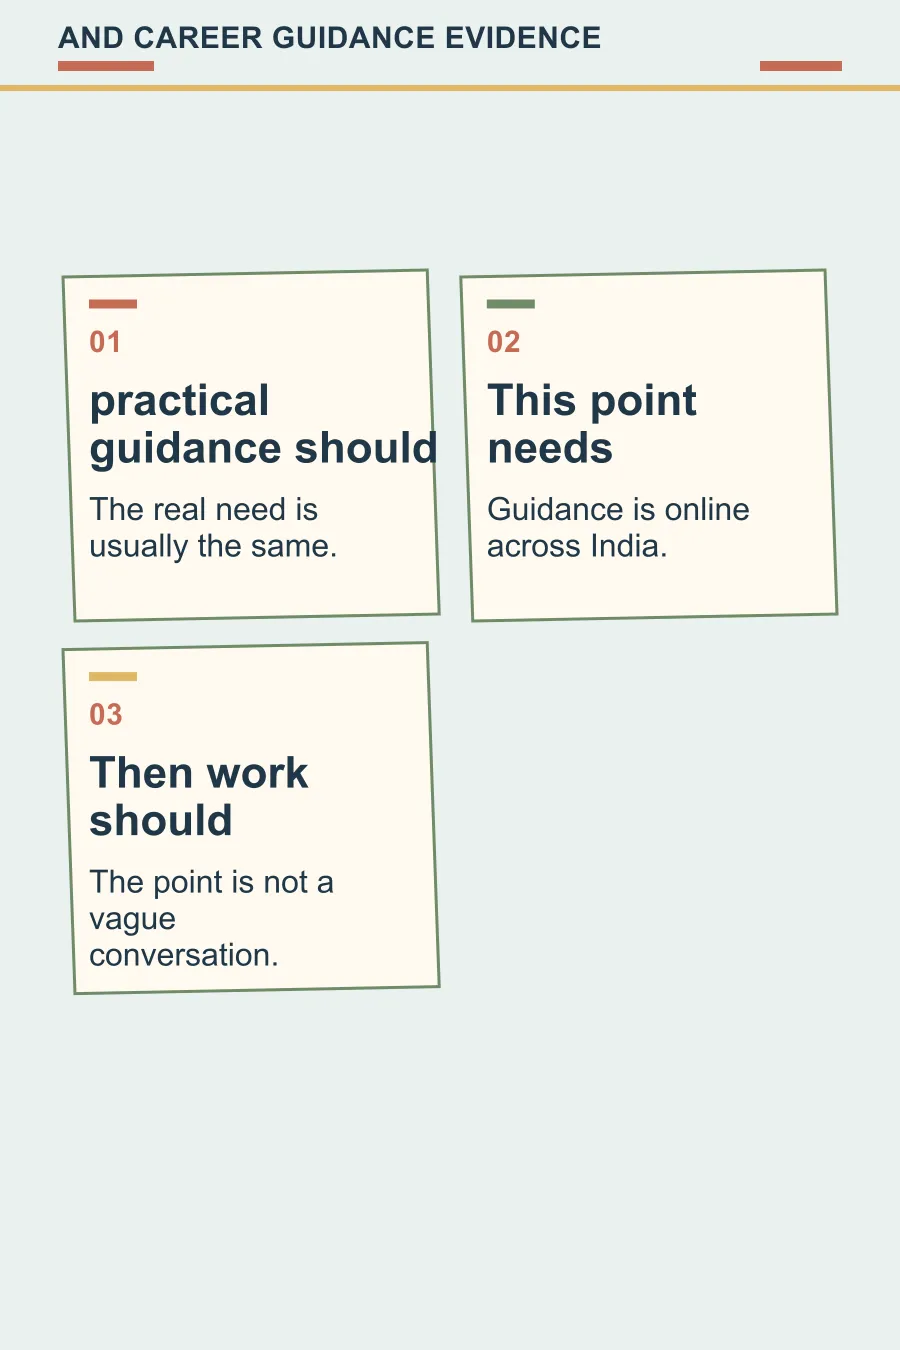 AND CAREER GUIDANCE EVIDENCE
01
practical
guidance should
The real need is
usually the same.
02
This point
needs
Guidance is online
across India.
03
Then work
should
The point is not a
vague
conversation.